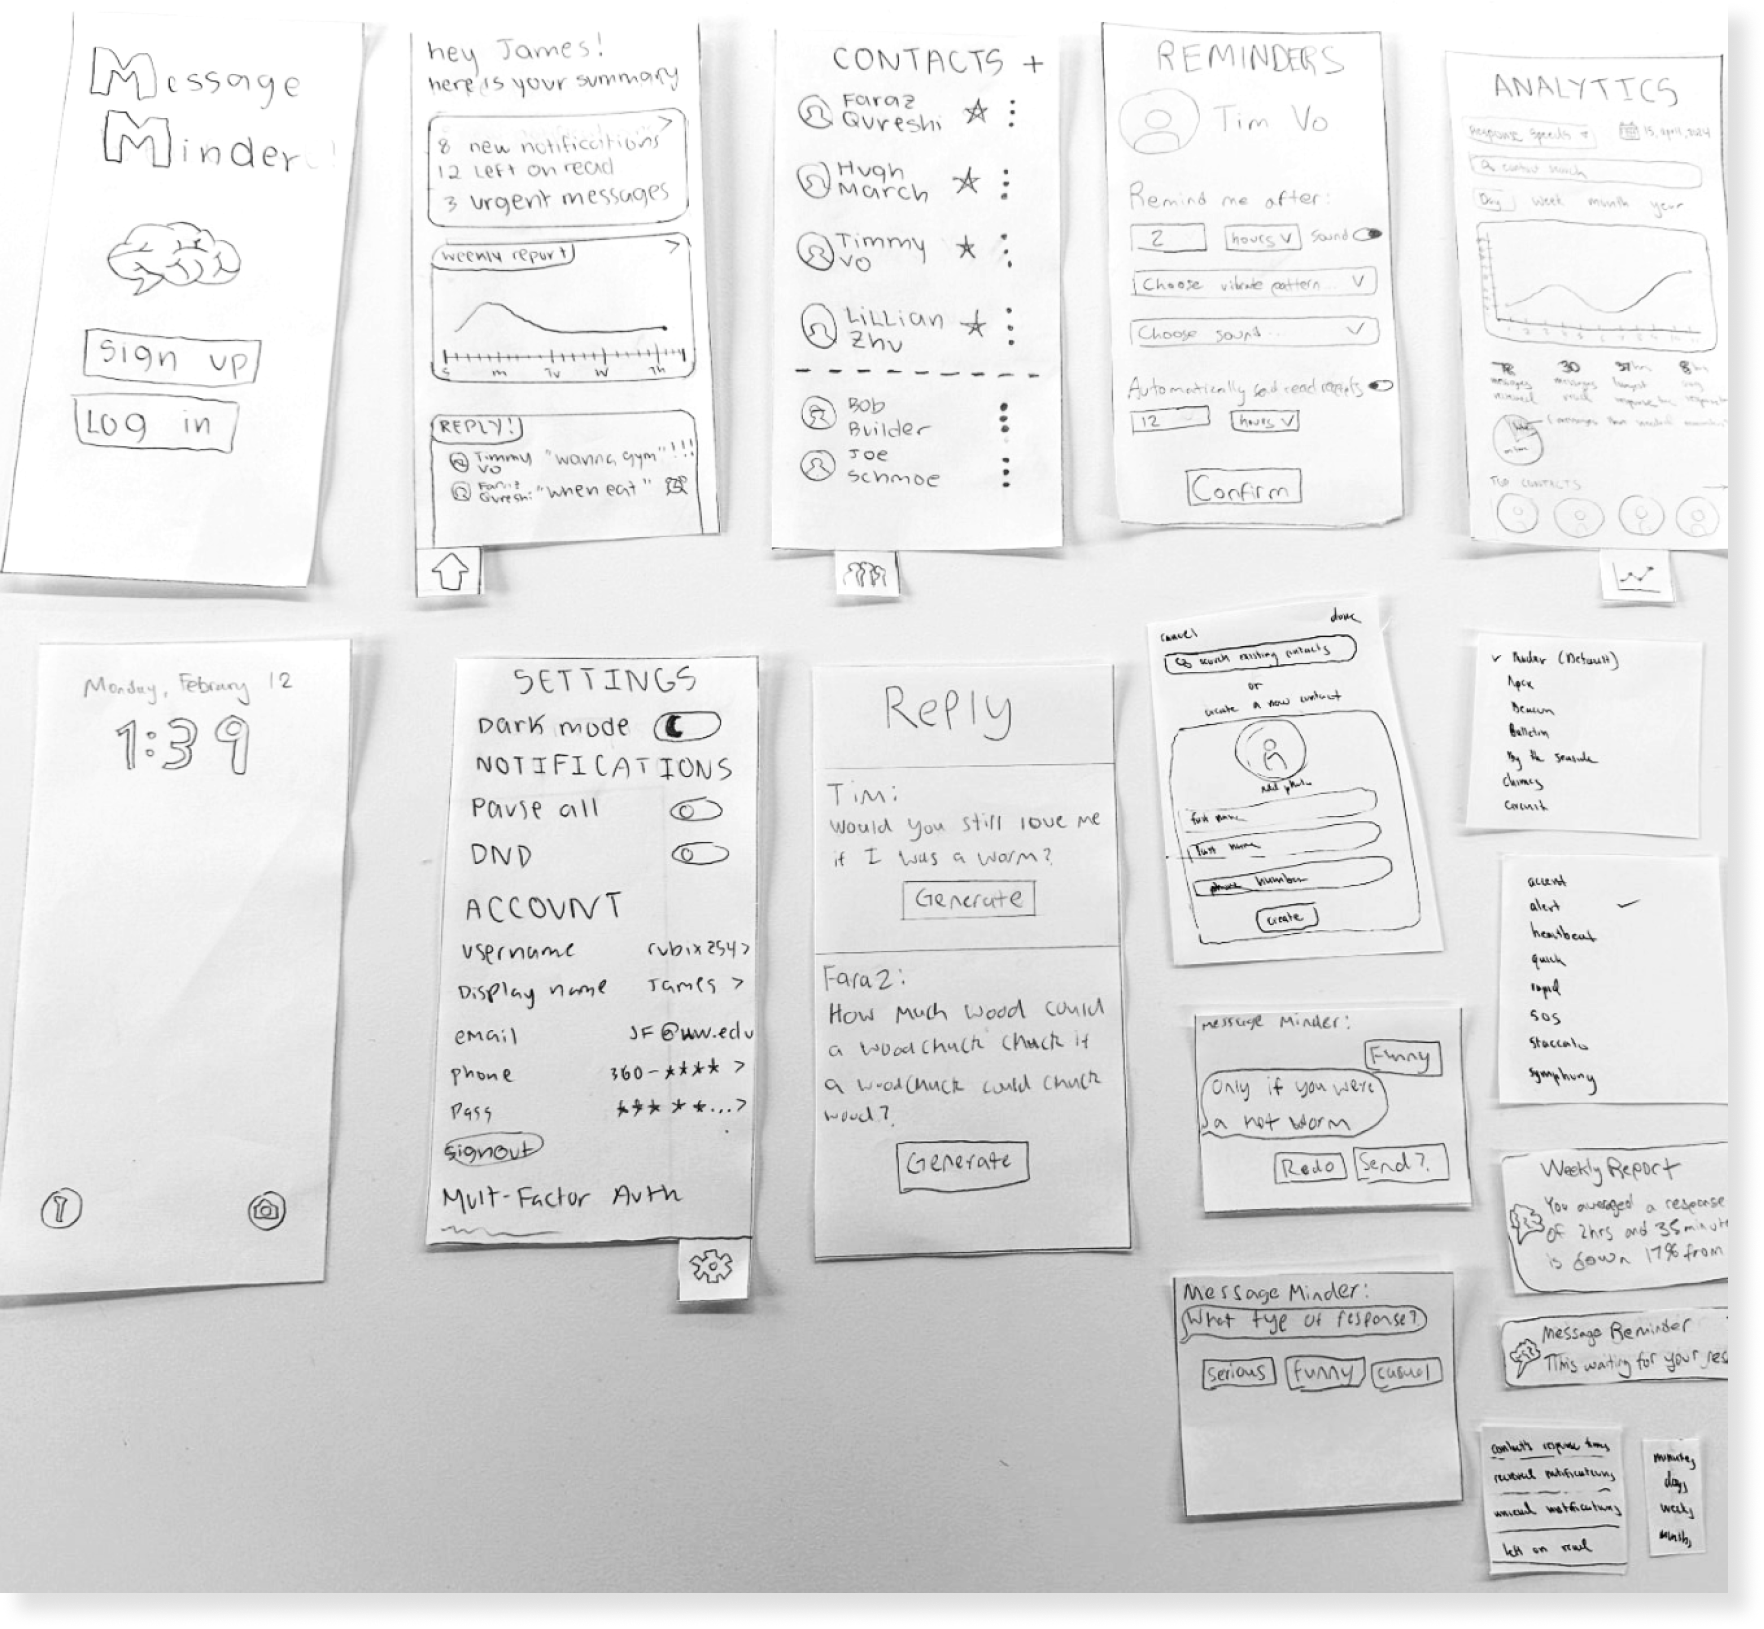 Message
Minder!
sign up
Log in
hey James!
here is your summary
8 new notifications
12 left on read
3 urgent messages
weekly report
S m Tu W Th
REPLY!
Timmy
Vo
"wanna gym" !!!
Faraz
Qureshi
"when eat"
CONTACTS +
Faraz
Qureshi
Hugh
March
Timmy
Vo
Lillian
Zhu
Bob
Builder
Joe
Schmoe
REMINDERS
Tim Vo
Remind me after:
2 hours sound
Choose vibrate pattern...
Choose sound...
Automatically send read receipts
12 hours
Confirm
ANALYTICS
Response speeds 15, April, 2024
contact search
Day week month year
78 30
messages messages longest avg
TOP CONTACTS
Monday, February 12
1:39
SETTINGS
Dark mode
NOTIFICATIONS
Pause all
DND
ACCOUNT
username rubix254>
Display name James >
email JF@uw.edu
phone 360-**** >
Pass *****...>
signout
Mult-Factor Auth
Reply
Tim:
Would you still love me
if I was a worm?
Generate
Faraz:
How Much wood could
a woodchuck chuck if
a woodchuck could chuck
wood?
Generate
cancel done
search existing contacts
or
create a new contact
Add photo
first name
last name
phone number
create
Message Minder:
Funny
Only if you were
a hot worm
Redo Send?
Message Minder:
What type of response?
serious funny casual
(Default)
Apex
Beacon
Bulletin
By the seaside
chimes
circuit
accent
alert
heartbeat
quick
rapid
SOS
staccato
symphony
Weekly Report
You averaged a response
of 2hrs and 35 minut
is down 17% from
Message Reminder
Tim's waiting for your res
contacts response times
received notifications
unread notifications
left on read
minutes
days
weeks
months